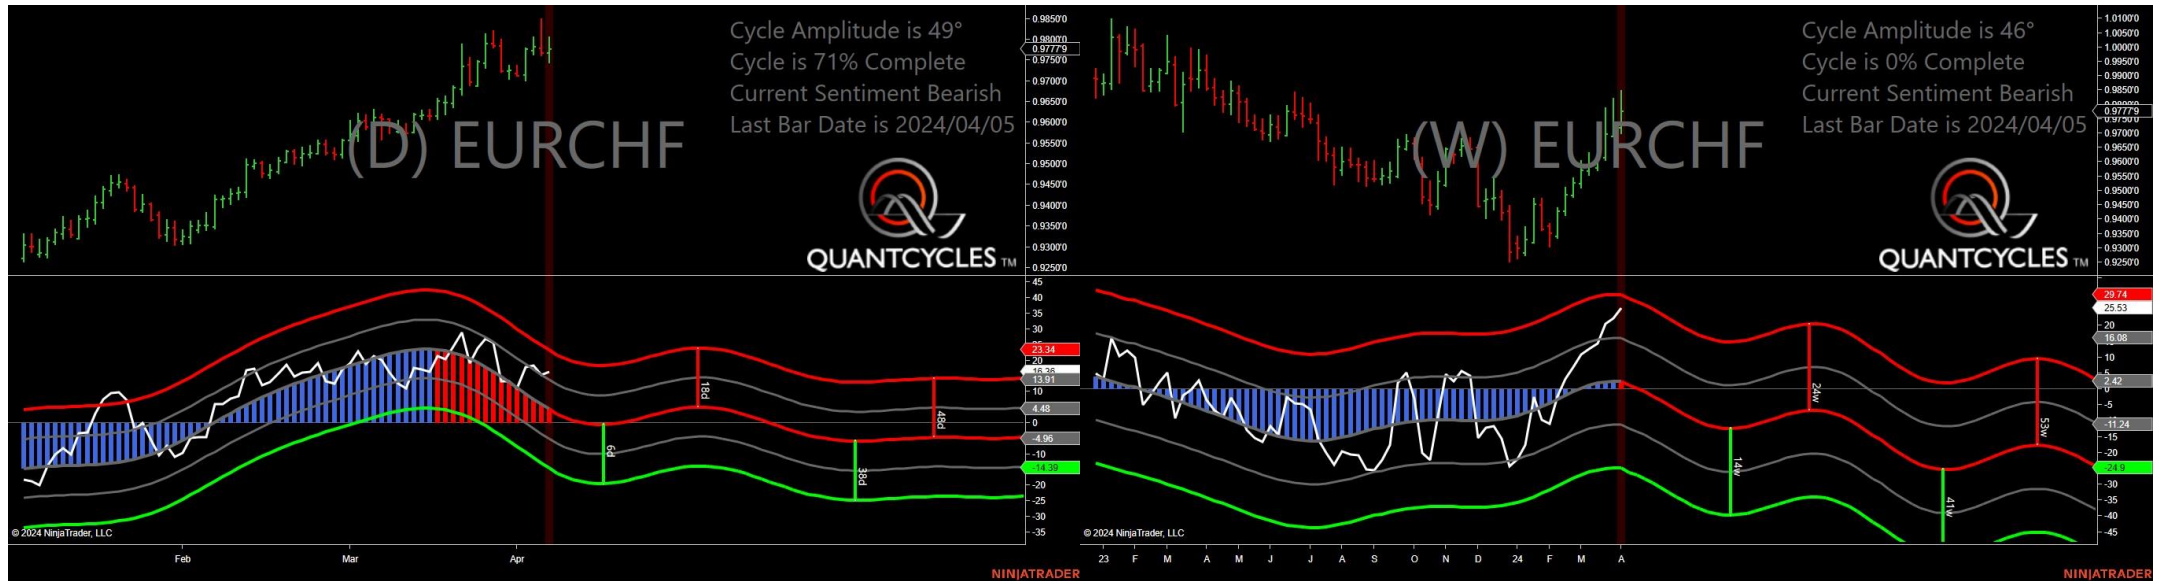 Cycle Amplitude is 49°
Cycle is 71% Complete
Current Sentiment Bearish
Last Bar Date is 2024/04/05
(D) EURCHF
QUANTCYCLES TM
0.9850'0
0.9800'0
0.9777'9
0.9750'0
0.9700'0
0.9650'0
0.9600'0
0.9550'0
0.9500'0
0.9450'0
0.9400'0
0.9350'0
0.9300'0
0.9250'0
45
40
35
30
25
23.34
20
16.36
13.91
10
4.48
0
-4.96
-10
-14.39
-20
-25
-30
-35
6d
18d
38d
48d
© 2024 NinjaTrader, LLC
Feb Mar Apr
NINJATRADER
Cycle Amplitude is 46°
Cycle is 0% Complete
Current Sentiment Bearish
Last Bar Date is 2024/04/05
(W) EURCHF
QUANTCYCLES TM
1.0100'0
1.0050'0
1.0000'0
0.9950'0
0.9900'0
0.9850'0
0.9777'9
0.9750'0
0.9700'0
0.9650'0
0.9600'0
0.9550'0
0.9500'0
0.9450'0
0.9400'0
0.9350'0
0.9300'0
0.9250'0
29.74
25.53
20
16.08
10
5
2.42
-5
-11.24
-15
-20
-24.9
-30
-35
-40
-45
14w
24w
41w
53w
© 2024 NinjaTrader, LLC
23 F M A M J J A S O N D 24 F M A
NINJATRADER